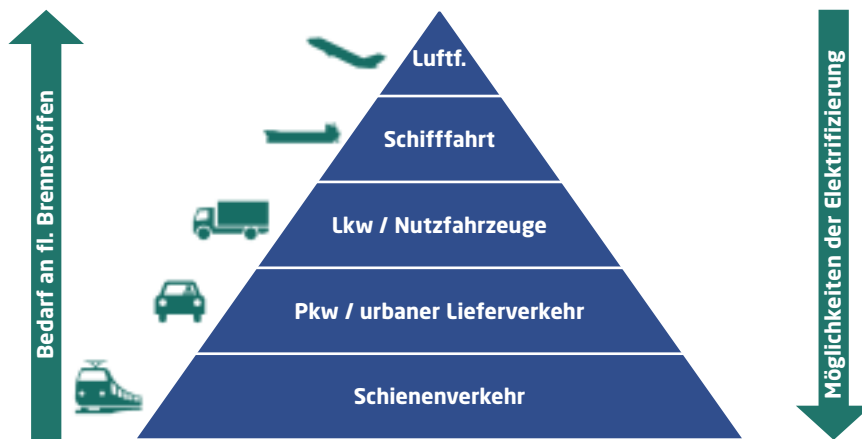 Bedarf an fl. Brennstoffen
Luftf.
Schifffahrt
Lkw / Nutzfahrzeuge
Pkw / urbaner Lieferverkehr
Schienenverkehr
Möglichkeiten der Elektrifizierung